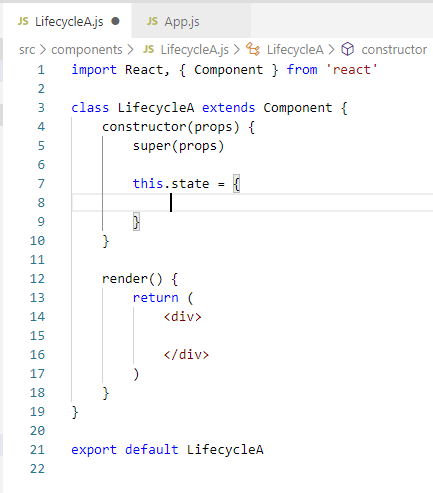 JS LifecycleA.js ● JS App.js
src > components > JS LifecycleA.js > LifecycleA > constructor
1 import React, { Component } from 'react'
2
3 class LifecycleA extends Component {
4     constructor(props) {
5         super(props)
6
7         this.state = {
8
9         }
10     }
11
12     render() {
13         return (
14             <div>
15
16             </div>
17         )
18     }
19 }
20
21 export default LifecycleA
22